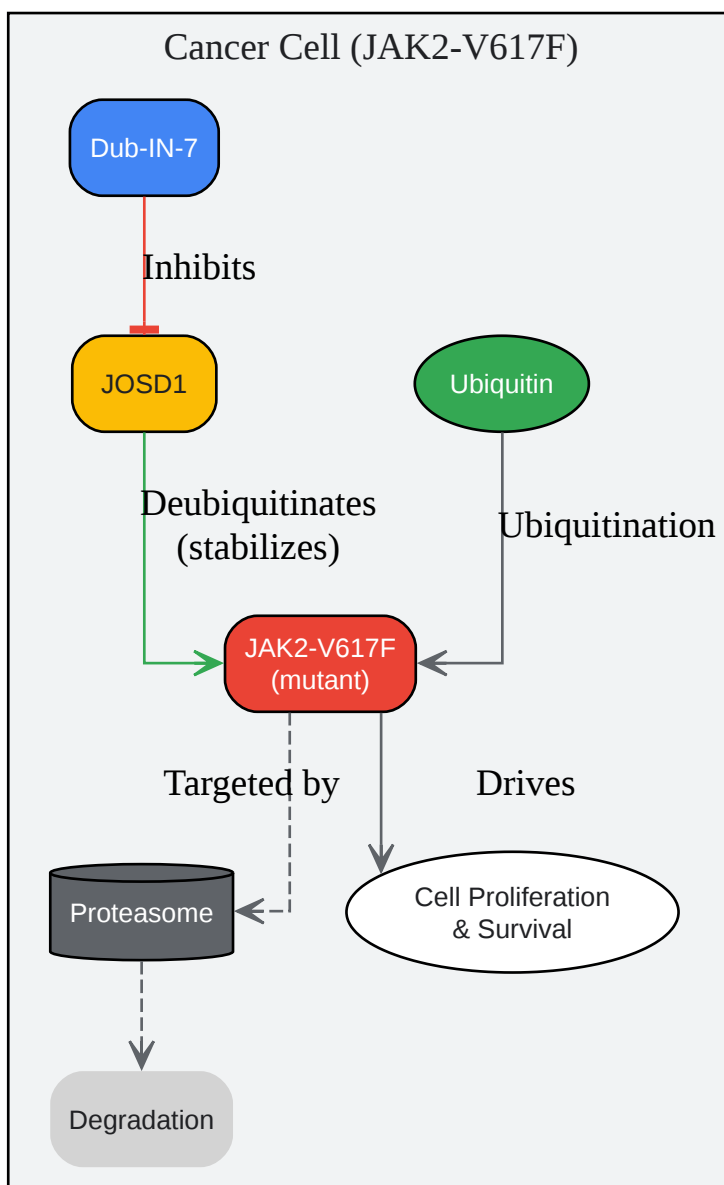 Cancer Cell (JAK2-V617F)
Dub-IN-7
Inhibits
JOSD1
Ubiquitin
Deubiquitinates
(stabilizes)
Ubiquitination
JAK2-V617F
(mutant)
Targeted by
Drives
Proteasome
Cell Proliferation
& Survival
Degradation